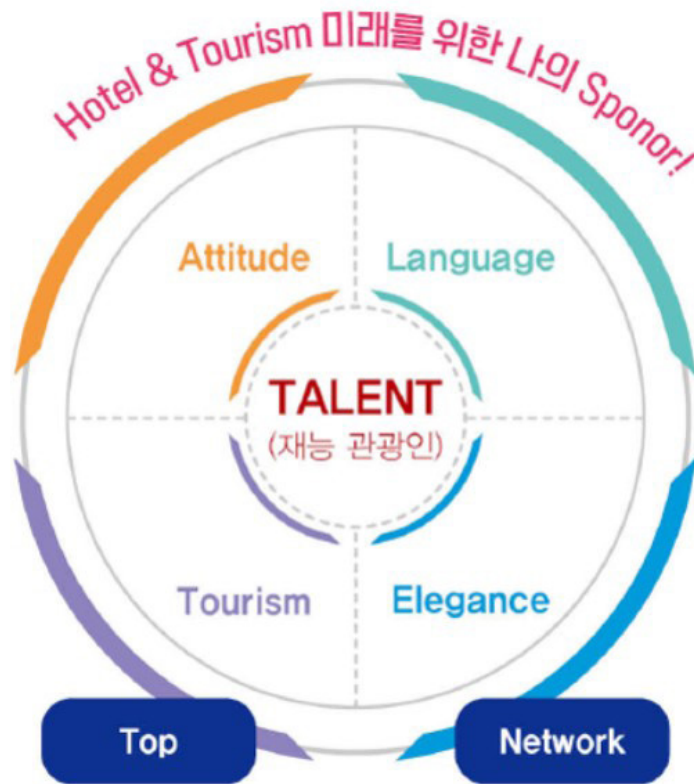 Hotel & Tourism 미래를 위한 나의 Sponor!
Attitude Language
TALENT
(재능 관광인)
Tourism Elegance
Top Network